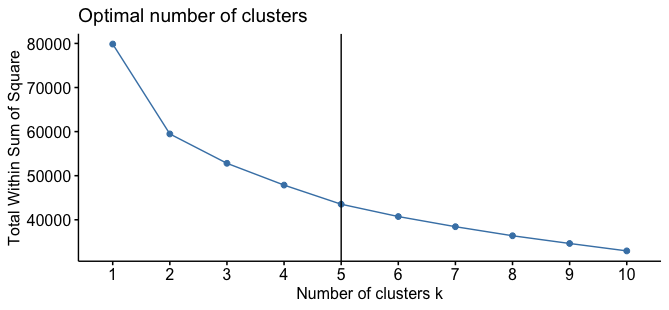 Optimal number of clusters
Total Within Sum of Square
80000
70000
60000
50000
40000
1 2 3 4 5 6 7 8 9 10
Number of clusters k